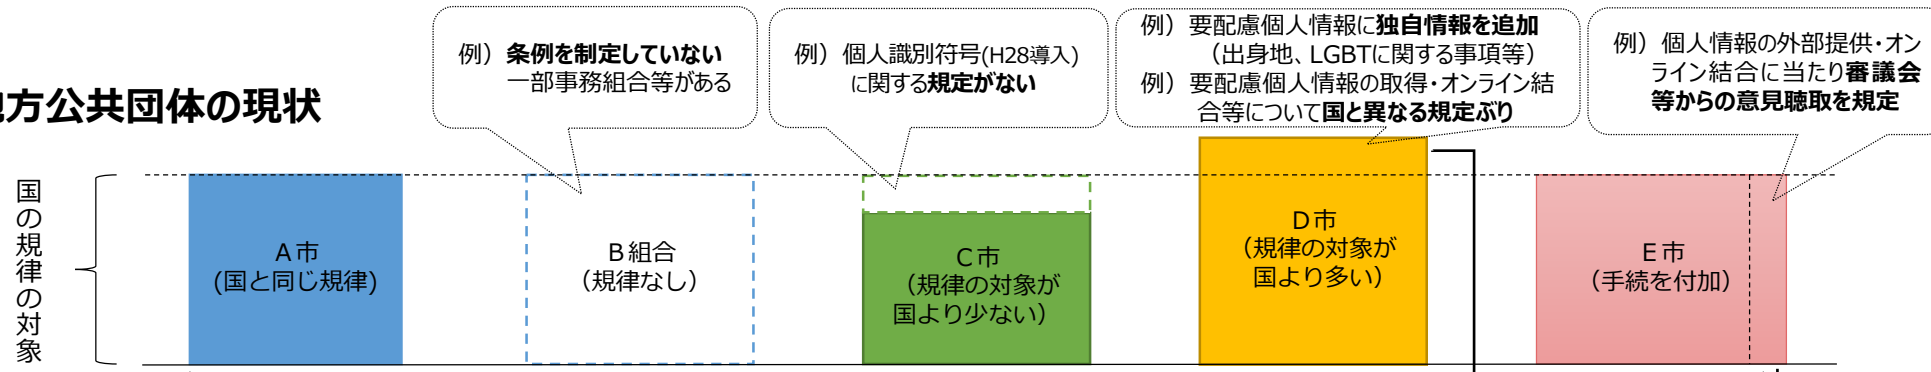 方公共団体の現状
例）条例を制定していない
一部事務組合等がある
例）個人識別符号(H28導入)
に関する規定がない
例）要配慮個人情報に独自情報を追加
（出身地、LGBTに関する事項等）
例）要配慮個人情報の取得・オンライン結
合等について国と異なる規定ぶり
例）個人情報の外部提供・オン
ライン結合に当たり審議会
等からの意見聴取を規定
国の規律の対象
A市
(国と同じ規律)
B組合
（規律なし）
C市
（規律の対象が
国より少ない）
D市
（規律の対象が
国より多い）
E市
（手続を付加）